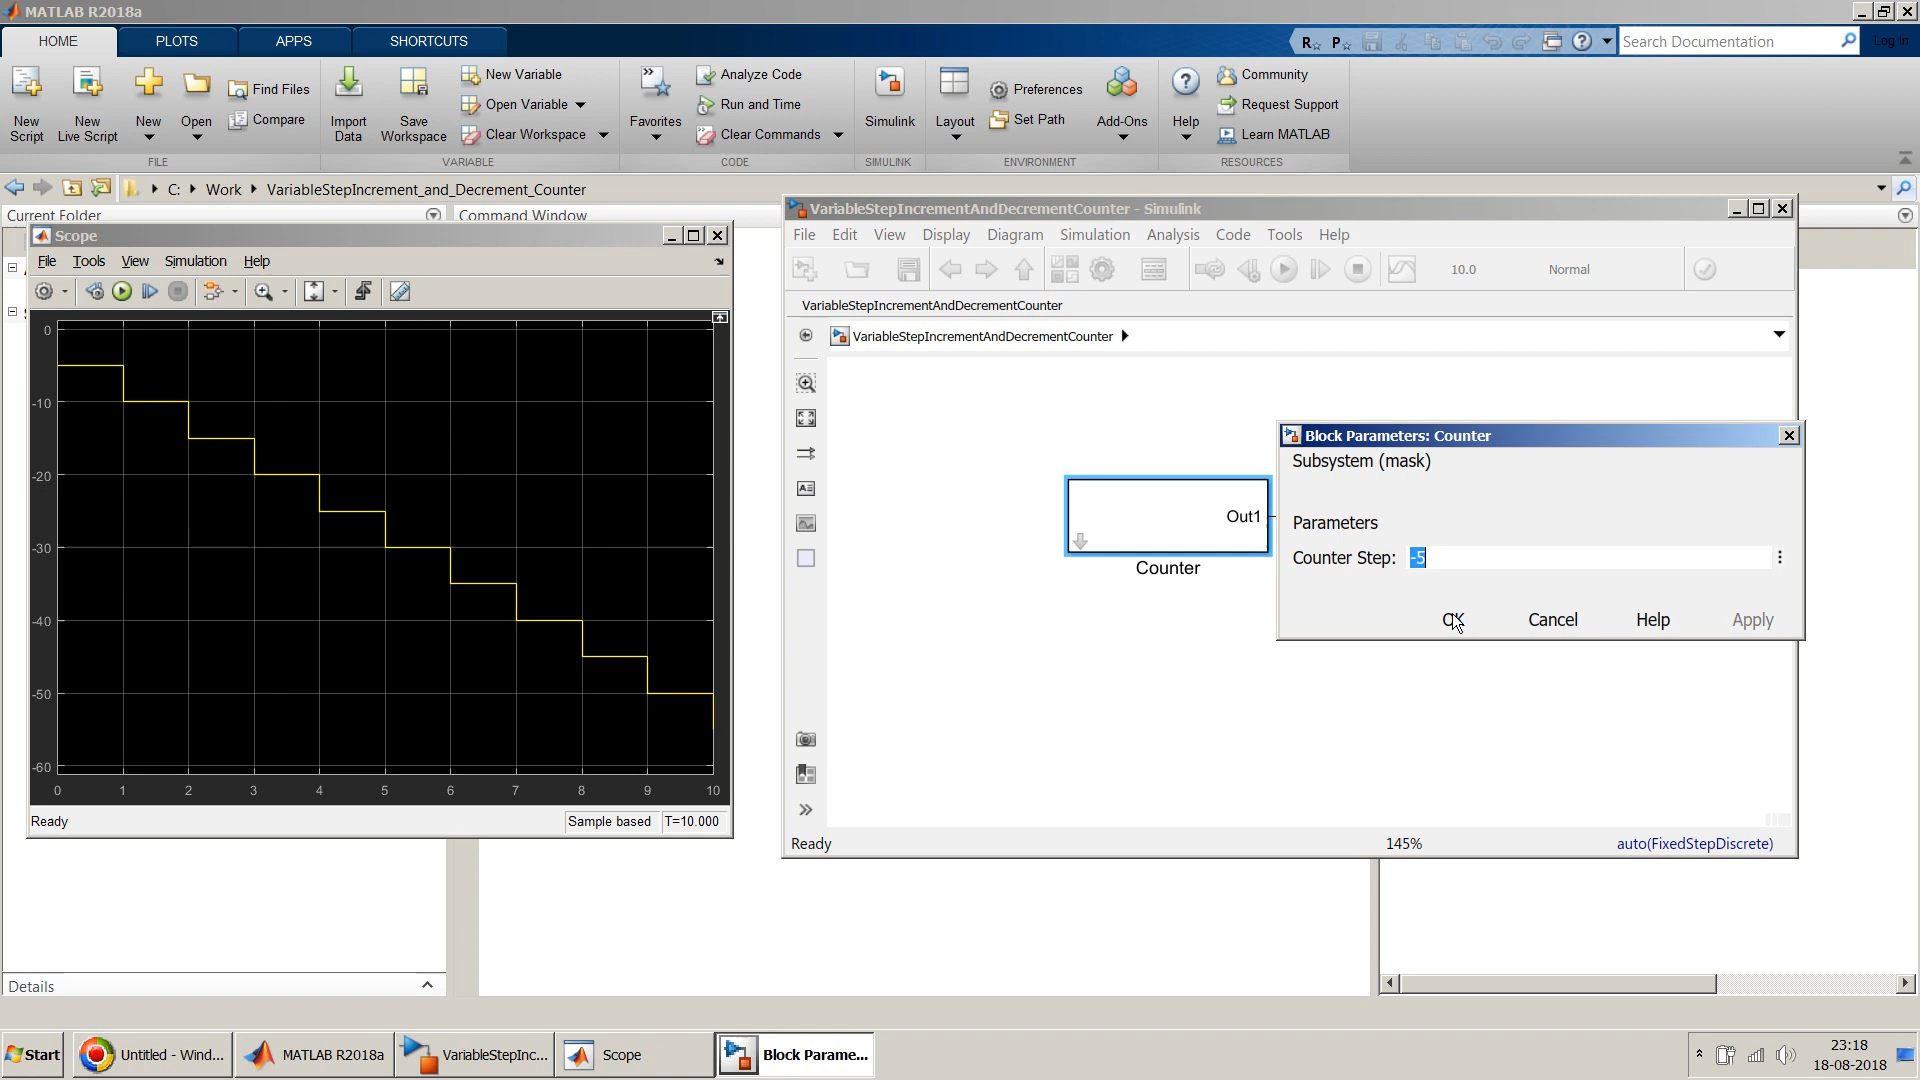 MATLAB R2018a
HOME
PLOTS
APPS
SHORTCUTS
Search Documentation
Log In
New Script
New Live Script
New
Open
Find Files
Compare
Import Data
Save Workspace
New Variable
Open Variable
Clear Workspace
Favorites
Analyze Code
Run and Time
Clear Commands
Simulink
Layout
Preferences
Set Path
Add-Ons
Help
Community
Request Support
Learn MATLAB
FILE
VARIABLE
CODE
SIMULINK
ENVIRONMENT
RESOURCES
C: Work VariableStepIncrement_and_Decrement_Counter
Current Folder
Command Window
Scope
File Tools View Simulation Help
0
-10
-20
-30
-40
-50
-60
0 1 2 3 4 5 6 7 8 9 10
Ready
Sample based
T=10.000
VariableStepIncrementAndDecrementCounter - Simulink
File Edit View Display Diagram Simulation Analysis Code Tools Help
10.0
Normal
VariableStepIncrementAndDecrementCounter
VariableStepIncrementAndDecrementCounter
Out1
Counter
Block Parameters: Counter
Subsystem (mask)
Parameters
Counter Step: -5
OK
Cancel
Help
Apply
Ready
145%
auto(FixedStepDiscrete)
Details
Start
Untitled - Wind...
MATLAB R2018a
VariableStepInc...
Scope
Block Parame...
23:18
18-08-2018